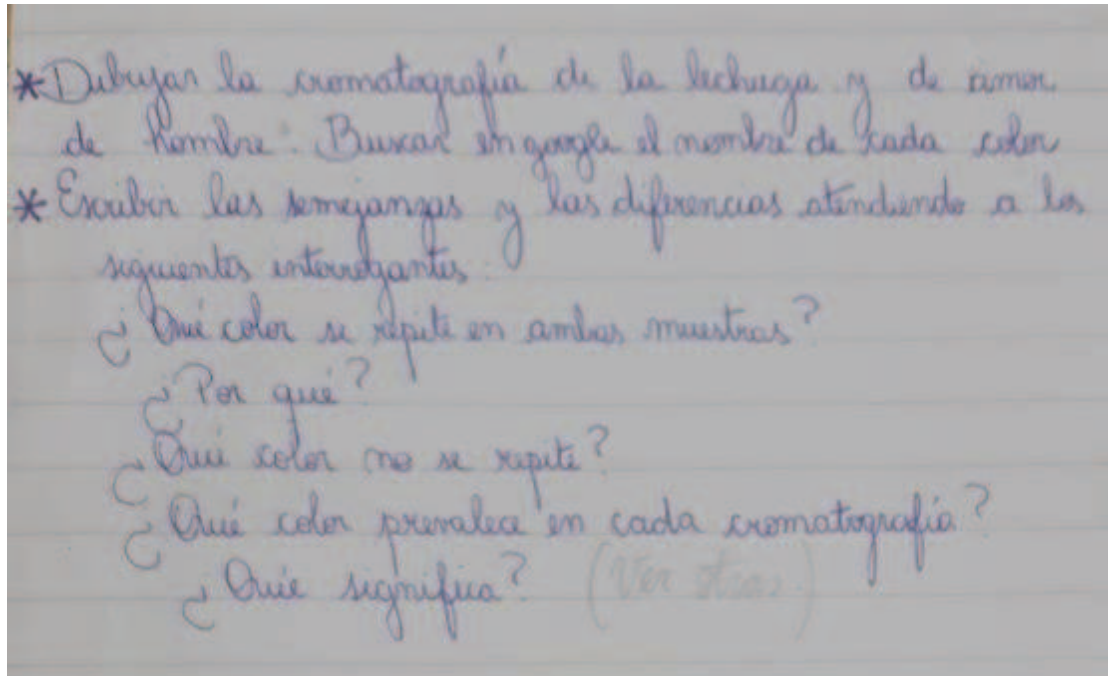 * Dibujar la cromatografía de la lechuga y de amor
de hombre. Buscar en google el nombre de cada color
* Escribir las semejanzas y las diferencias atendiendo a los
siguientes interrogantes:
¿Qué color se repite en ambas muestras?
¿Por qué?
¿Qué color no se repite?
¿Qué color prevalece en cada cromatografía?
¿Qué significa? (Ver